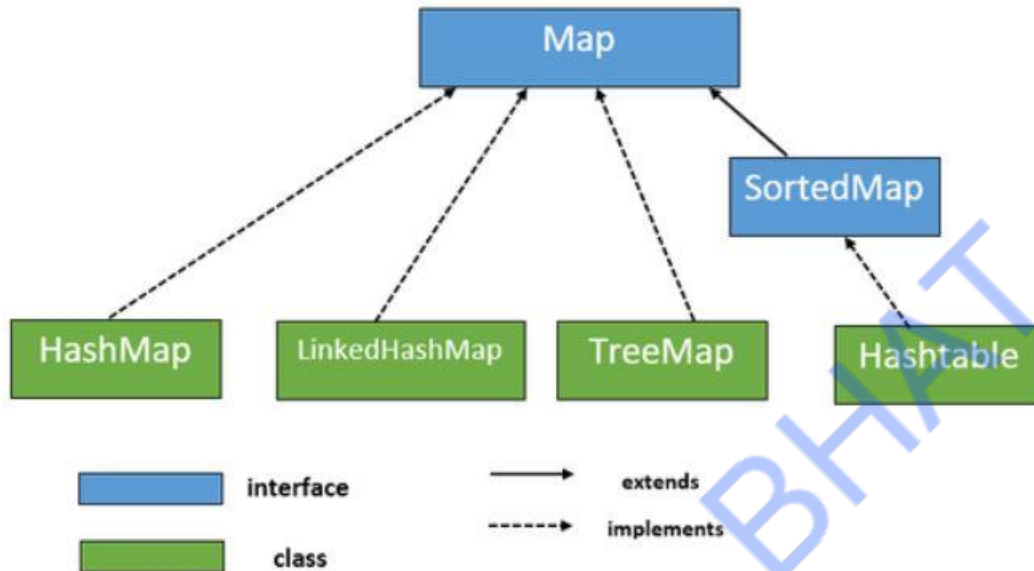 Map
SortedMap
HashMap
LinkedHashMap
TreeMap
Hashtable
interface
extends
implements
class
BHAT